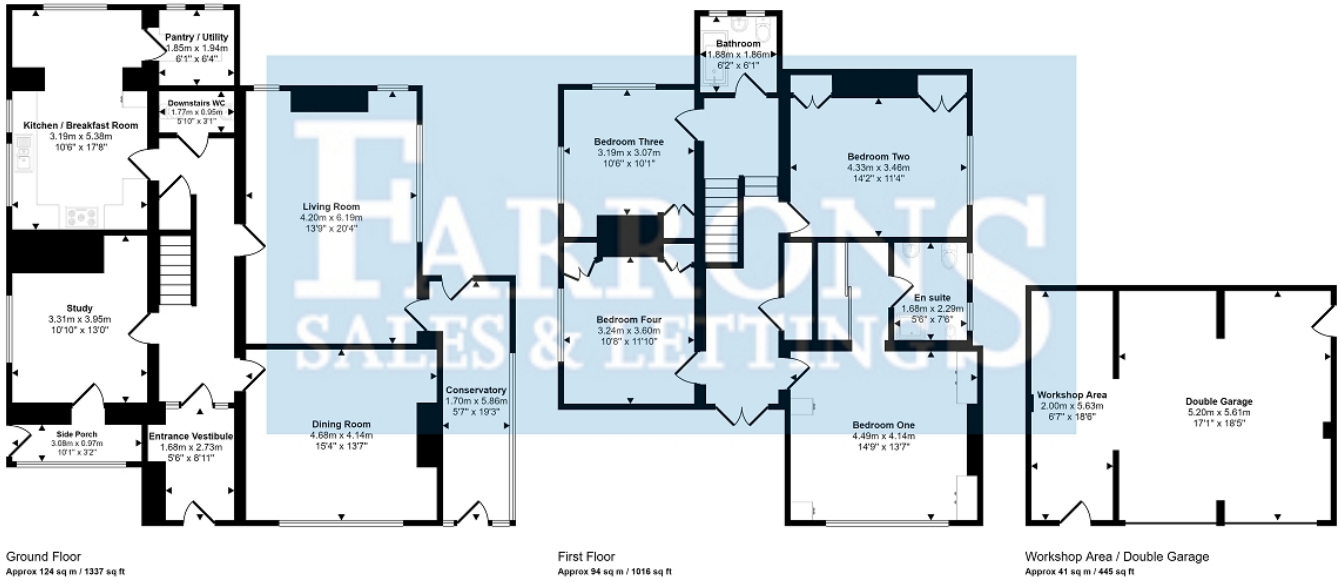 Pantry / Utility
1.85m x 1.94m
6'1" x 6'4"
Downstairs WC
1.77m x 0.95m
5'10" x 3'1"
Kitchen / Breakfast Room
3.19m x 5.38m
10'6" x 17'8"
Living Room
4.20m x 6.19m
13'9" x 20'4"
Study
3.31m x 3.95m
10'10" x 13'0"
Conservatory
1.70m x 5.86m
5'7" x 19'3"
Dining Room
4.68m x 4.14m
15'4" x 13'7"
Side Porch
3.08m x 0.97m
10'1" x 3'2"
Entrance Vestibule
1.68m x 2.73m
5'6" x 8'11"
Ground Floor
Approx 124 sq m / 1337 sq ft
Bathroom
1.88m x 1.86m
6'2" x 6'1"
Bedroom Three
3.19m x 3.07m
10'6" x 10'1"
Bedroom Two
4.33m x 3.46m
14'2" x 11'4"
En suite
1.68m x 2.29m
5'6" x 7'6"
Bedroom Four
3.24m x 3.60m
10'8" x 11'10"
Bedroom One
4.49m x 4.14m
14'9" x 13'7"
First Floor
Approx 94 sq m / 1016 sq ft
Workshop Area
2.00m x 5.63m
6'7" x 18'6"
Double Garage
5.20m x 5.61m
17'1" x 18'5"
Workshop Area / Double Garage
Approx 41 sq m / 445 sq ft
FARRONS
SALES & LETTINGS